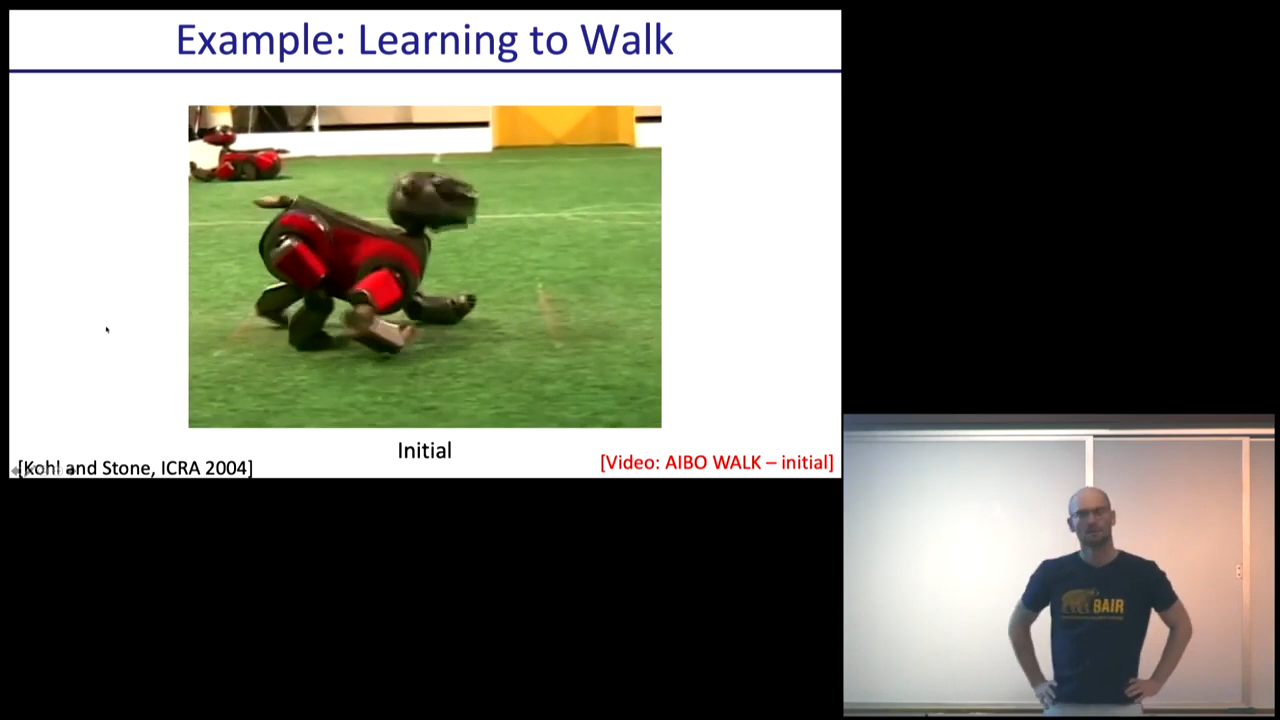 Example: Learning to Walk
Initial
[Kohl and Stone, ICRA 2004]
[Video: AIBO WALK – initial]
BAIR